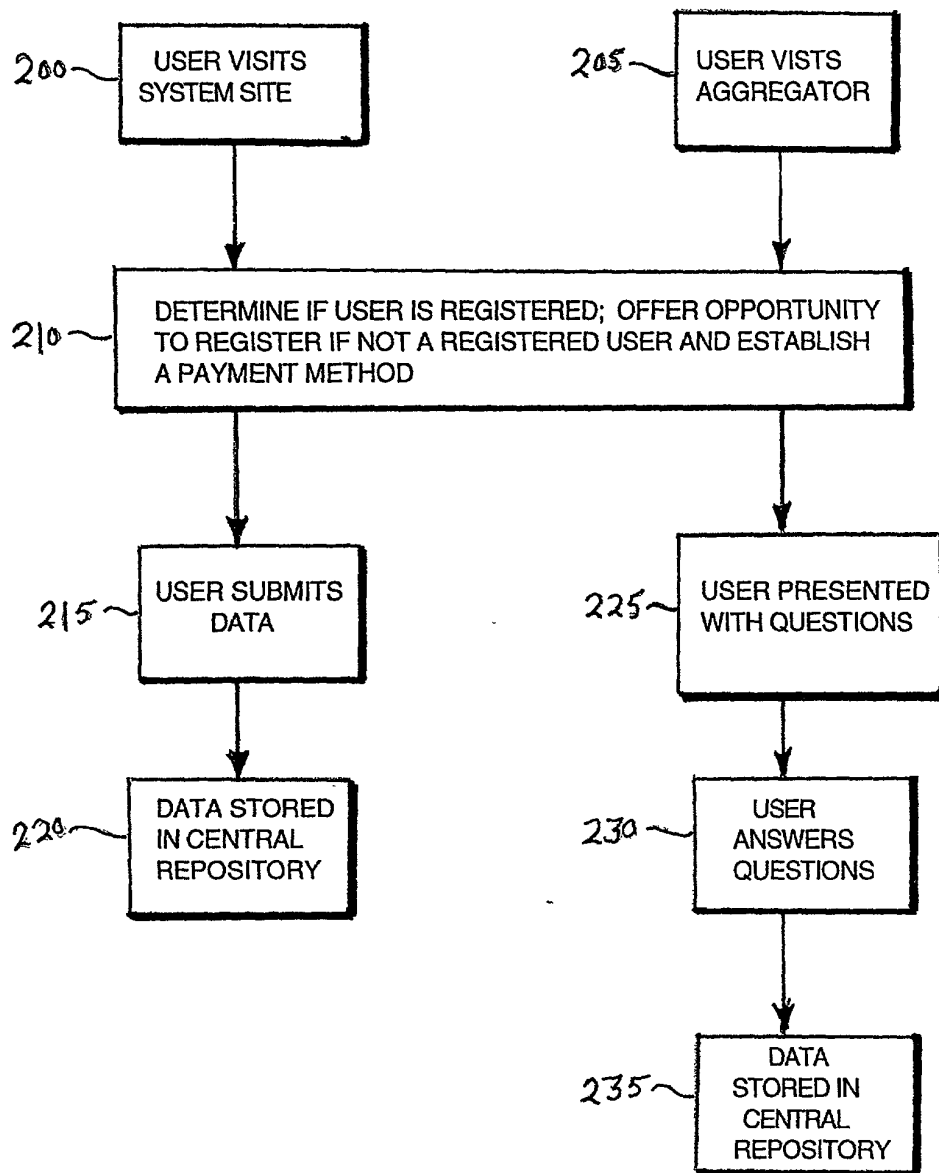 200
USER VISITS
SYSTEM SITE
205
USER VISTS
AGGREGATOR
210
DETERMINE IF USER IS REGISTERED; OFFER OPPORTUNITY
TO REGISTER IF NOT A REGISTERED USER AND ESTABLISH
A PAYMENT METHOD
215
USER SUBMITS
DATA
220
DATA STORED
IN CENTRAL
REPOSITORY
225
USER PRESENTED
WITH QUESTIONS
230
USER
ANSWERS
QUESTIONS
235
DATA
STORED IN
CENTRAL
REPOSITORY